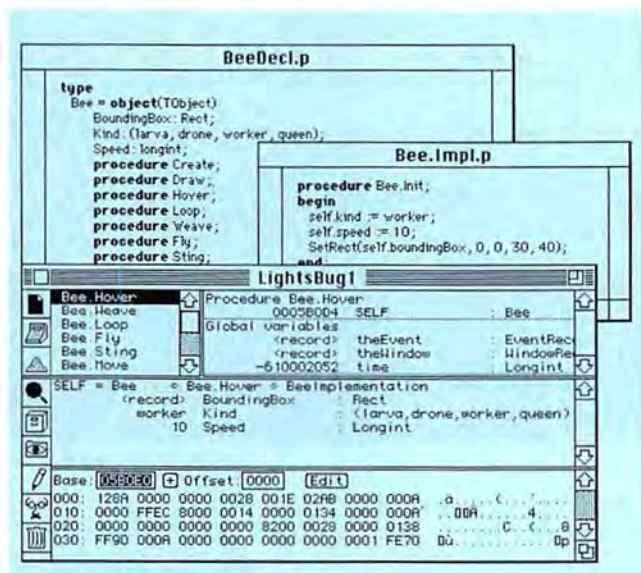 BeeDecl.p
type
Bee = object(TObject)
BoundingBox: Rect;
Kind: (larva, drone, worker, queen);
Speed: longint;
procedure Create;
procedure Draw;
procedure Hover;
procedure Loop;
procedure Weave;
procedure Fly;
procedure Sting;
Bee.Impl.p
procedure Bee.Init;
begin
self.kind := worker;
self.speed := 10;
SetRect(self.boundingBox, 0, 0, 30, 40);
end
LightsBug1
Bee.Hover
Bee.Weave
Bee.Loop
Bee.Fly
Bee.Sting
Bee.Move
Procedure Bee.Hover
0005B0D4 SELF : Bee
Global variables
<record> theEvent : EventReco
<record> theWindow : WindowRe
-610002052 time : Longint
SELF = Bee Bee.Hover BeeImplementation
<record> BoundingBox : Rect
worker Kind : (larva,drone,worker,queen)
10 Speed : Longint
Base: 05B0E0 + Offset: 0000 (Edit)
000: 128A 0000 0000 0028 001E 02AB 0000 000A
010: 0000 FFEC 8000 0014 0000 0134 0000 000A
020: 0000 0000 0000 0000 8200 0028 0000 0138
030: FF90 000A 0000 0000 0000 0000 0001 FE70